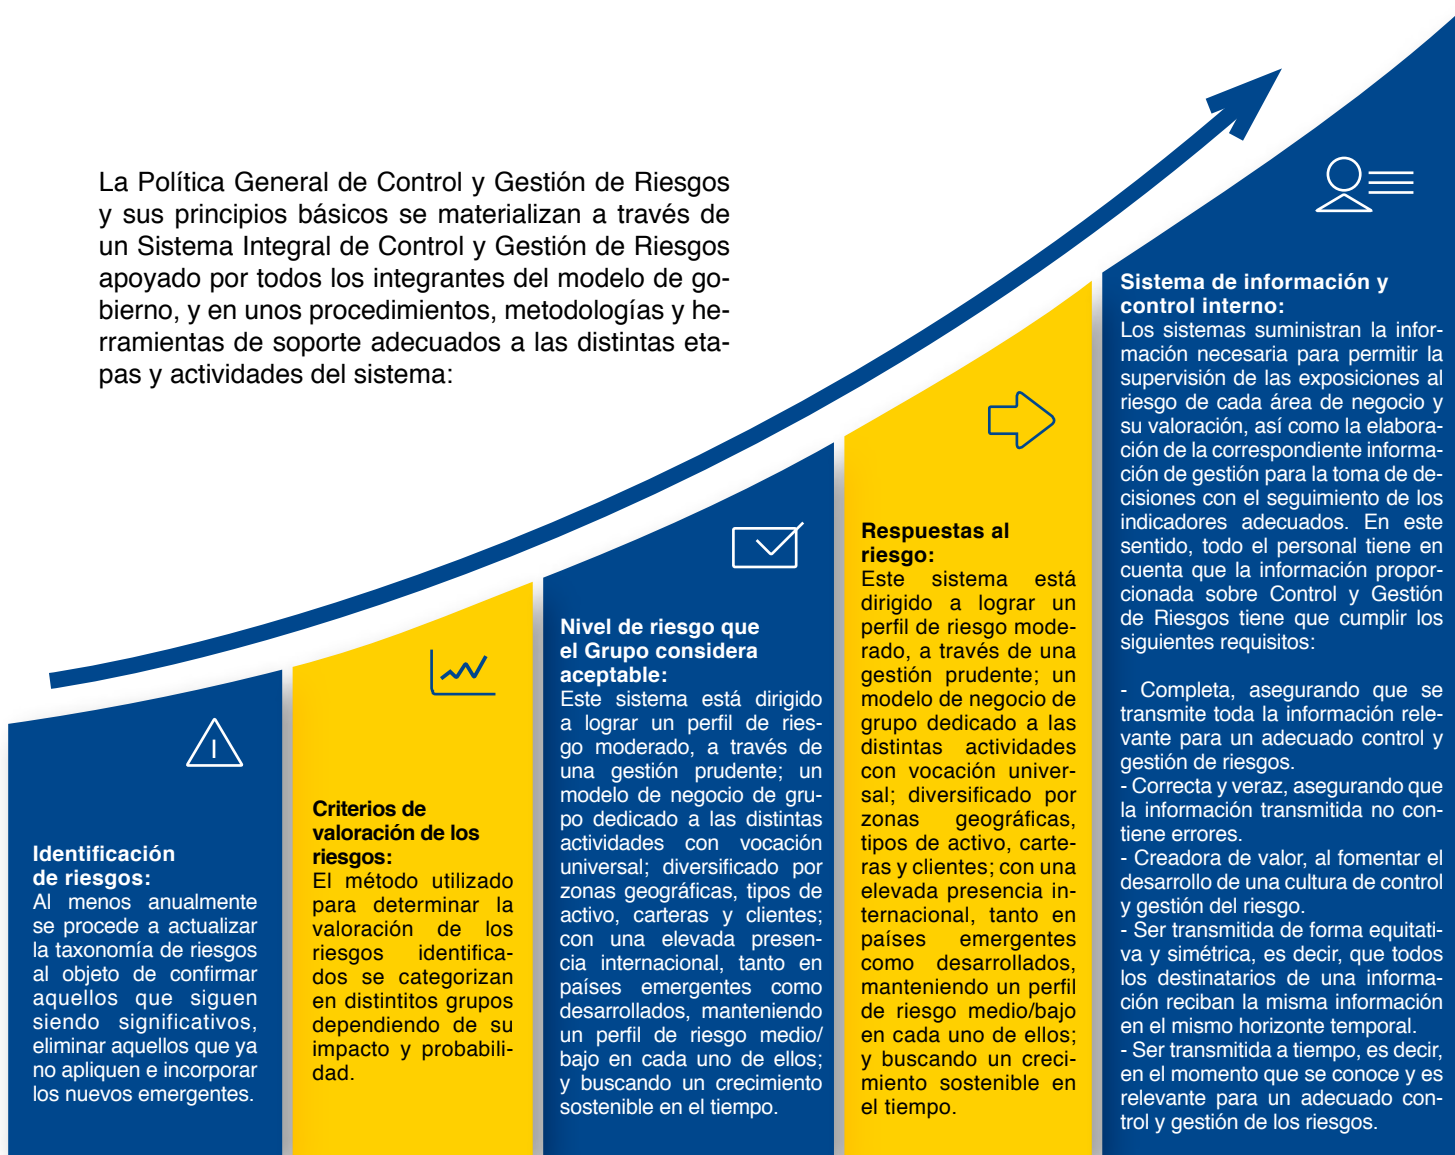 La Política General de Control y Gestión de Riesgos
y sus principios básicos se materializan a través de
un Sistema Integral de Control y Gestión de Riesgos
apoyado por todos los integrantes del modelo de go-
bierno, y en unos procedimientos, metodologías y he-
rramientas de soporte adecuados a las distintas eta-
pas y actividades del sistema:
Identificación
de riesgos:
Al menos anualmente
se procede a actualizar
la taxonomía de riesgos
al objeto de confirmar
aquellos que siguen
siendo significativos,
eliminar aquellos que ya
no apliquen e incorporar
los nuevos emergentes.
Criterios de
valoración de los
riesgos:
El método utilizado
para determinar la
valoración de los
riesgos identifica-
dos se categorizan
en distintitos grupos
dependiendo de su
impacto y probabili-
dad.
Nivel de riesgo que
el Grupo considera
aceptable:
Este sistema está dirigido
a lograr un perfil de ries-
go moderado, a través de
una gestión prudente; un
modelo de negocio de gru-
po dedicado a las distintas
actividades con vocación
universal; diversificado por
zonas geográficas, tipos de
activo, carteras y clientes;
con una elevada presen-
cia internacional, tanto en
países emergentes como
desarrollados, manteniendo
un perfil de riesgo medio/
bajo en cada uno de ellos;
y buscando un crecimiento
sostenible en el tiempo.
Respuestas al
riesgo:
Este sistema está
dirigido a lograr un
perfil de riesgo mode-
rado, a través de una
gestión prudente; un
modelo de negocio de
grupo dedicado a las
distintas actividades
con vocación univer-
sal; diversificado por
zonas geográficas,
tipos de activo, carte-
ras y clientes; con una
elevada presencia in-
ternacional, tanto en
países emergentes
como desarrollados,
manteniendo un perfil
de riesgo medio/bajo
en cada uno de ellos;
y buscando un creci-
miento sostenible en
el tiempo.
Sistema de información y
control interno:
Los sistemas suministran la infor-
mación necesaria para permitir la
supervisión de las exposiciones al
riesgo de cada área de negocio y
su valoración, así como la elabora-
ción de la correspondiente informa-
ción de gestión para la toma de de-
cisiones con el seguimiento de los
indicadores adecuados. En este
sentido, todo el personal tiene en
cuenta que la información propor-
cionada sobre Control y Gestión
de Riesgos tiene que cumplir los
siguientes requisitos:
- Completa, asegurando que se
transmite toda la información rele-
vante para un adecuado control y
gestión de riesgos.
- Correcta y veraz, asegurando que
la información transmitida no con-
tiene errores.
- Creadora de valor, al fomentar el
desarrollo de una cultura de control
y gestión del riesgo.
- Ser transmitida de forma equitati-
va y simétrica, es decir, que todos
los destinatarios de una informa-
ción reciban la misma información
en el mismo horizonte temporal.
- Ser transmitida a tiempo, es decir,
en el momento que se conoce y es
relevante para un adecuado con-
trol y gestión de los riesgos.